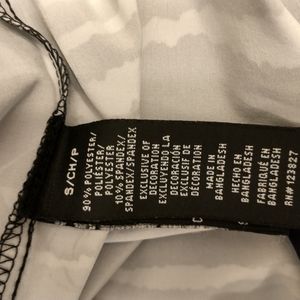 S/CH/P
90% POLYESTER/
POLYESTER/
POLYESTER
10% SPANDEX/
SPANDEX/SPANDEX
EXCLUSIVE OF
DECORATION
EXCLUYENDO LA
DECORACIÓN
EXCLUSIF DE
DÉCORATION
MADE IN
BANGLADESH
HECHO EN
BANGLADESH
FABRIQUÉ EN
BANGLADESH
RN#123827